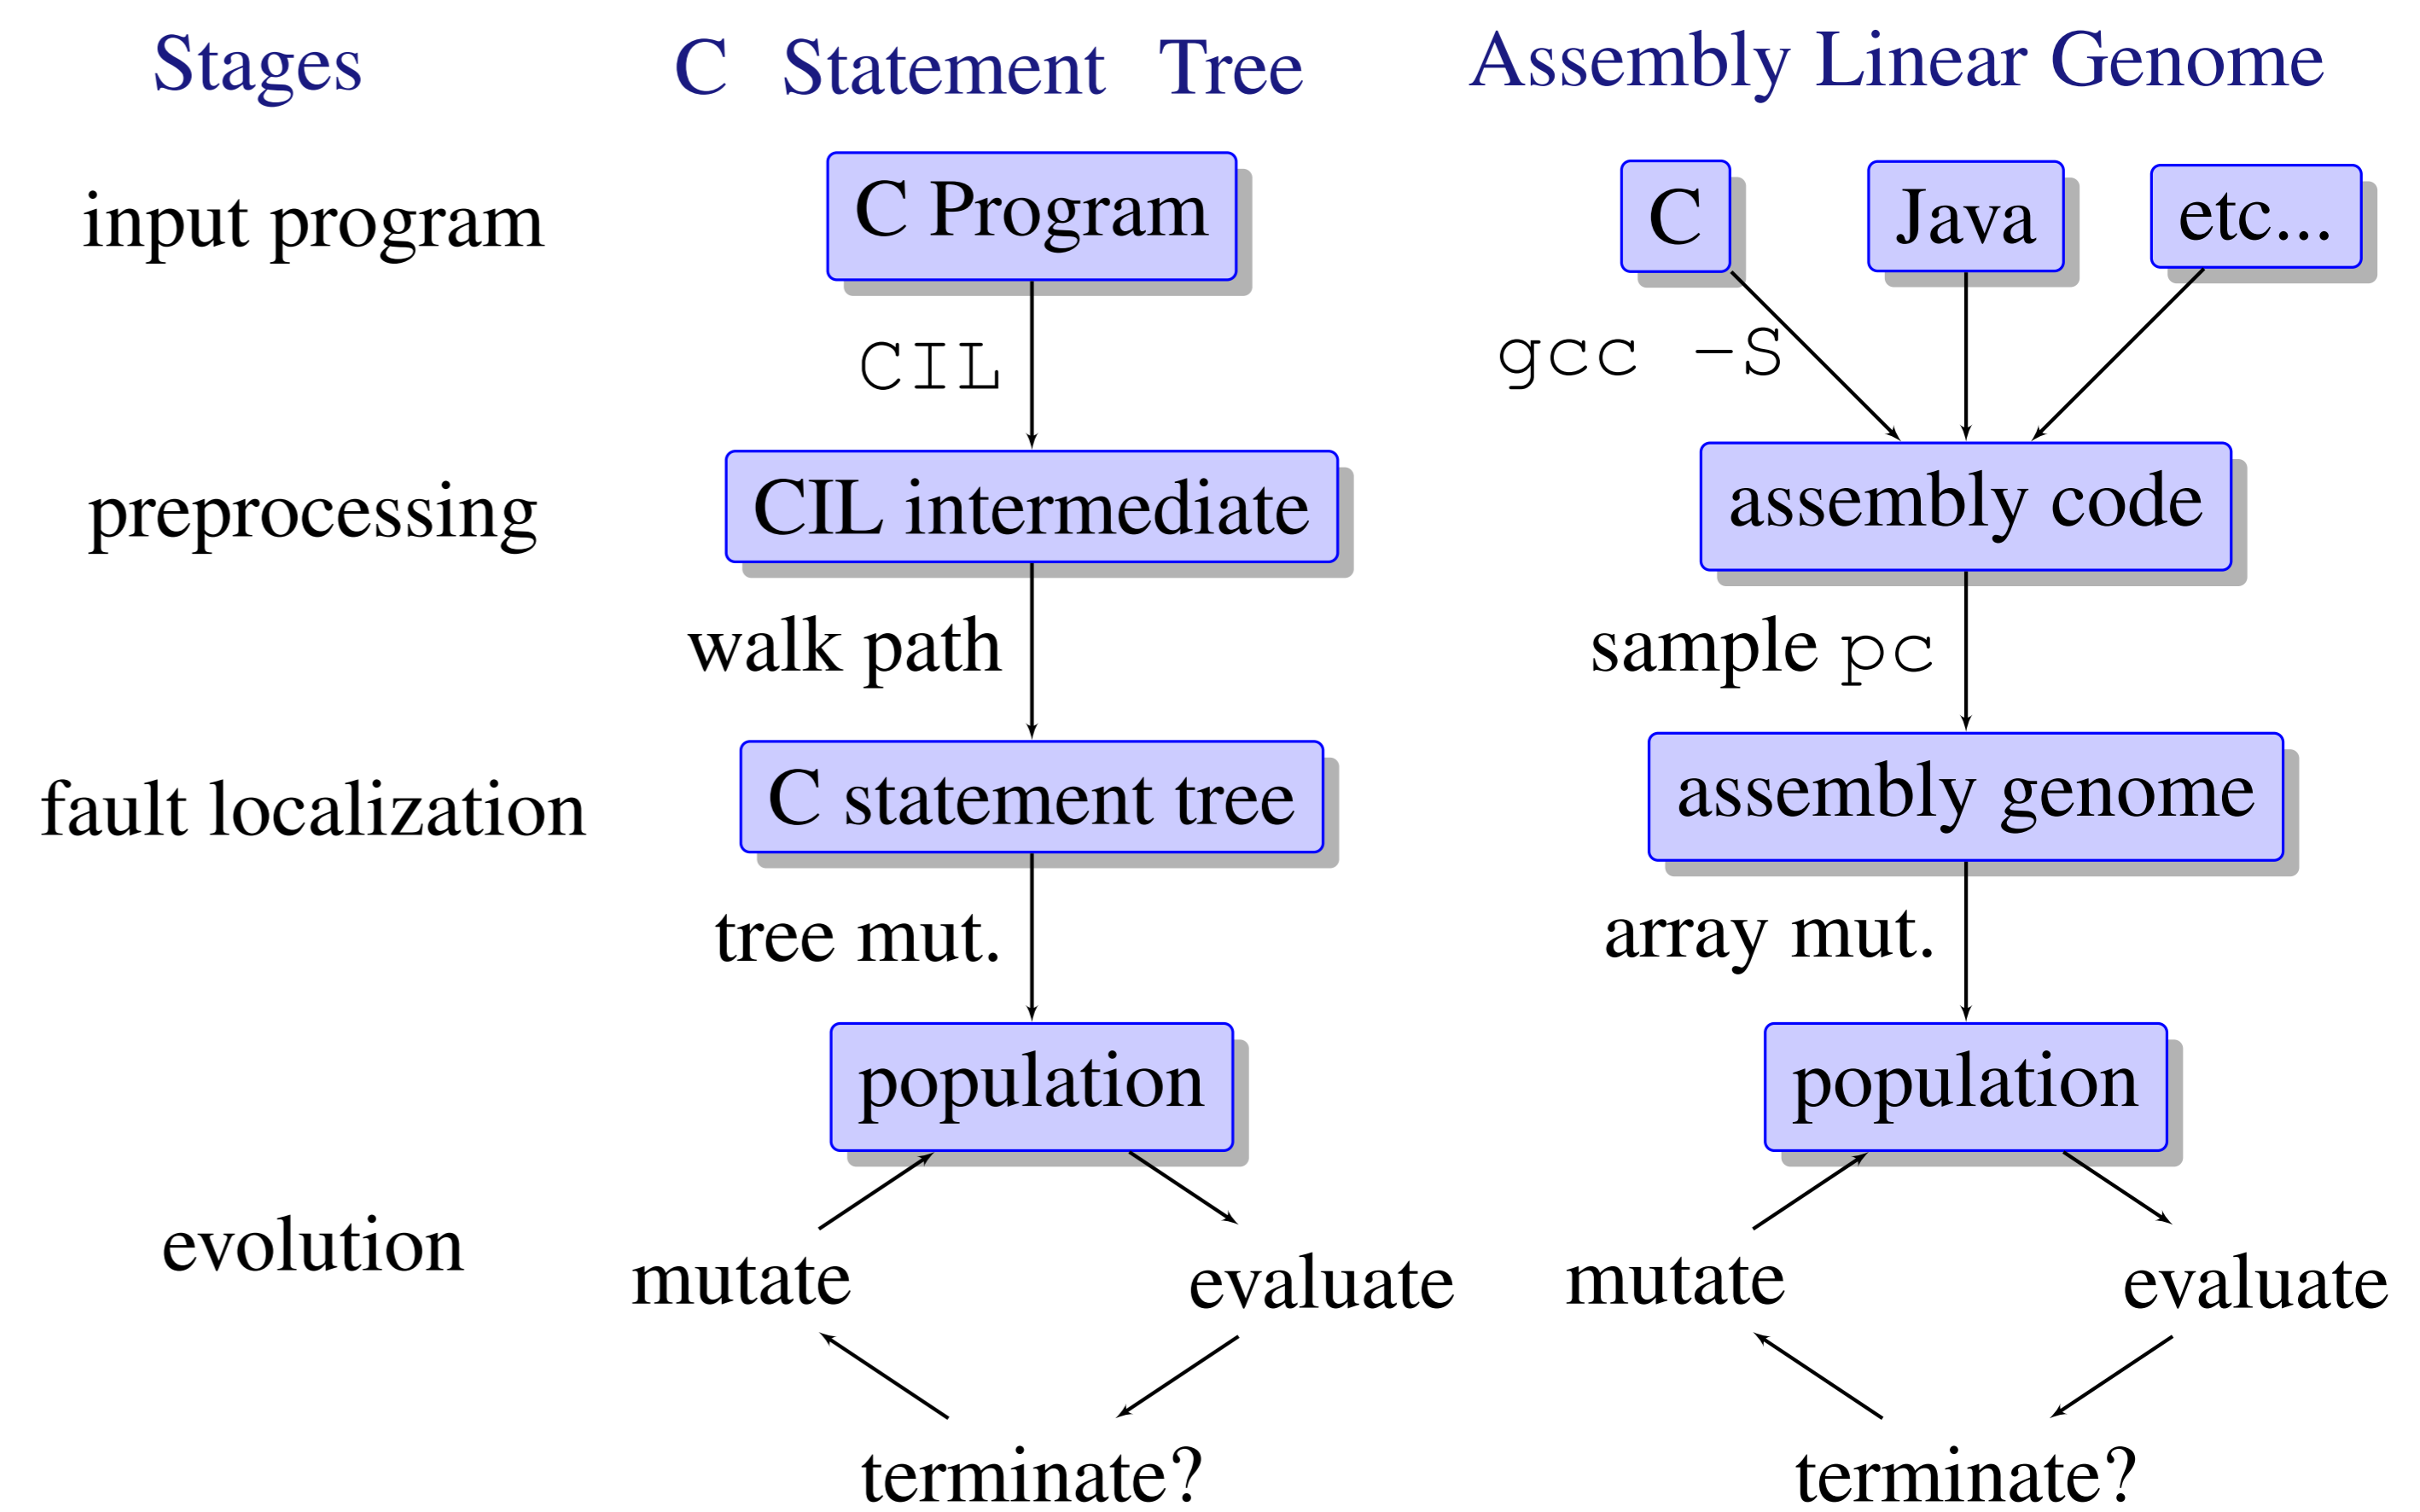 Stages C Statement Tree Assembly Linear Genome
input program C Program C Java etc...
CIL gcc -S
preprocessing CIL intermediate assembly code
walk path sample pc
fault localization C statement tree assembly genome
tree mut. array mut.
population population
evolution mutate evaluate mutate evaluate
terminate? terminate?